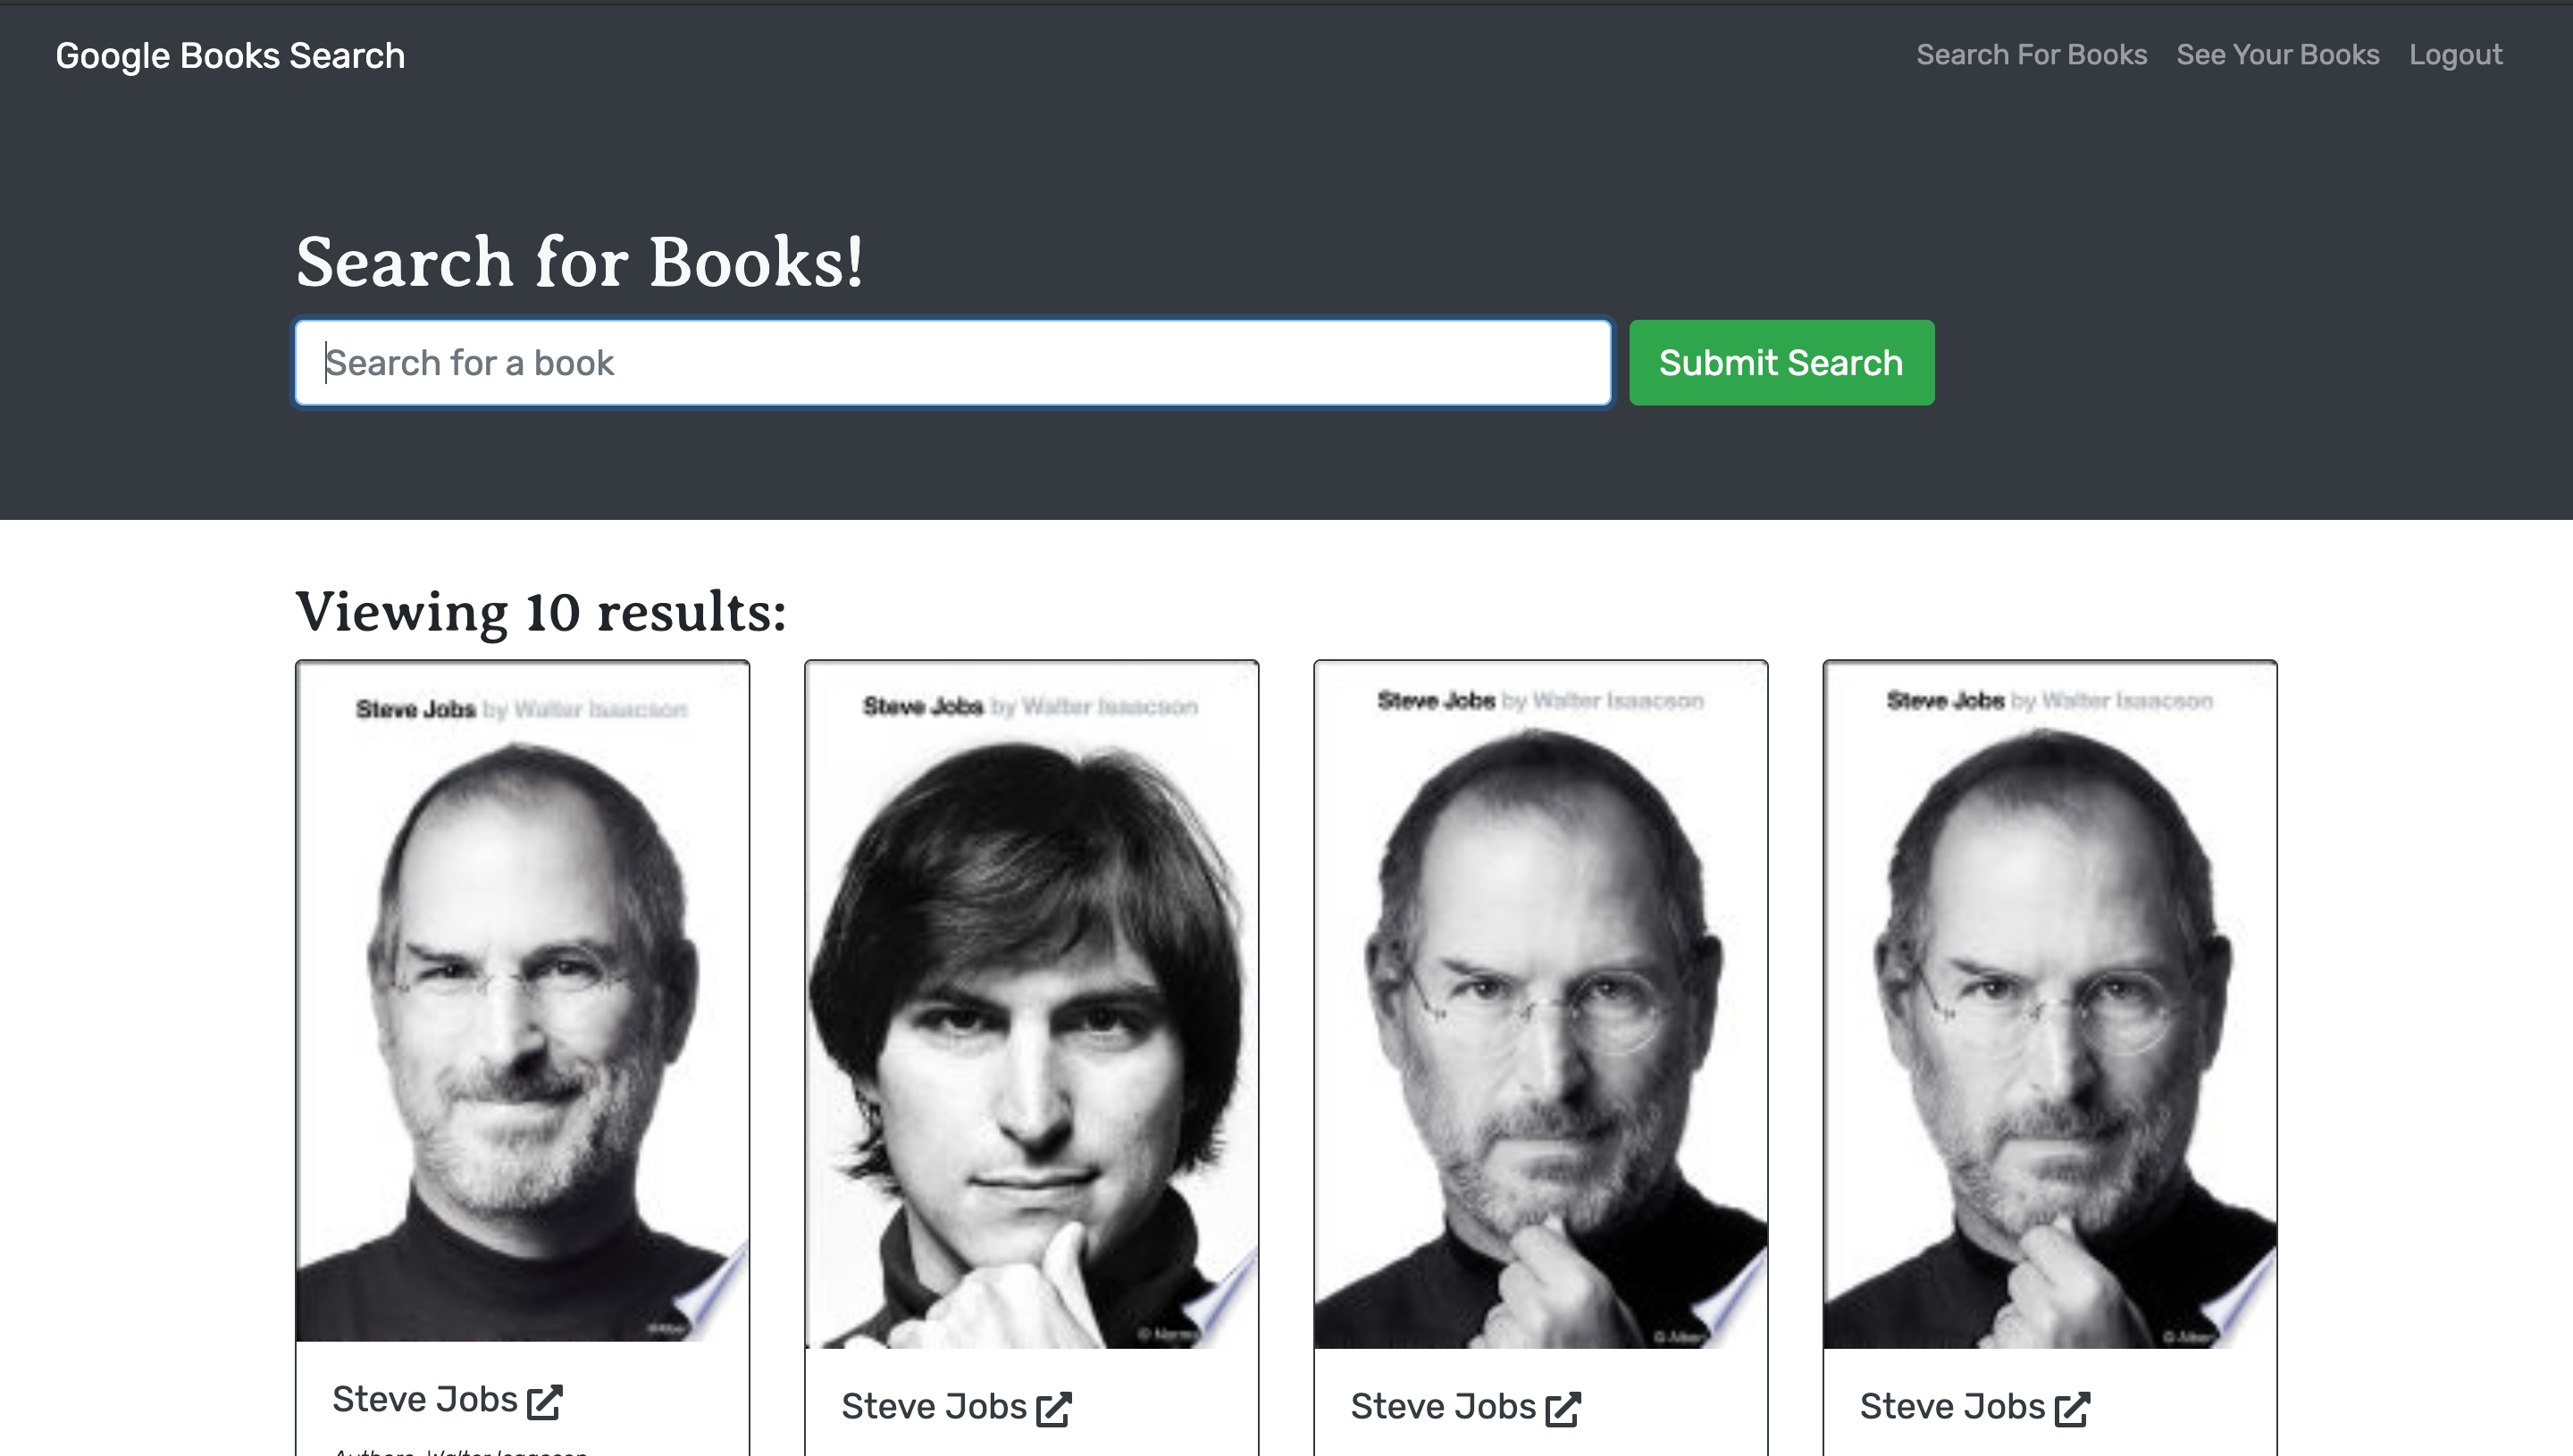 Google Books Search
Search For Books See Your Books Logout
Search for Books!
Search for a book
Submit Search
Viewing 10 results:
Steve Jobs by Walter Isaacson
Steve Jobs by Walter Isaacson
Steve Jobs by Walter Isaacson
Steve Jobs by Walter Isaacson
Steve Jobs
Steve Jobs
Steve Jobs
Steve Jobs
Authors: Walter Isaacson